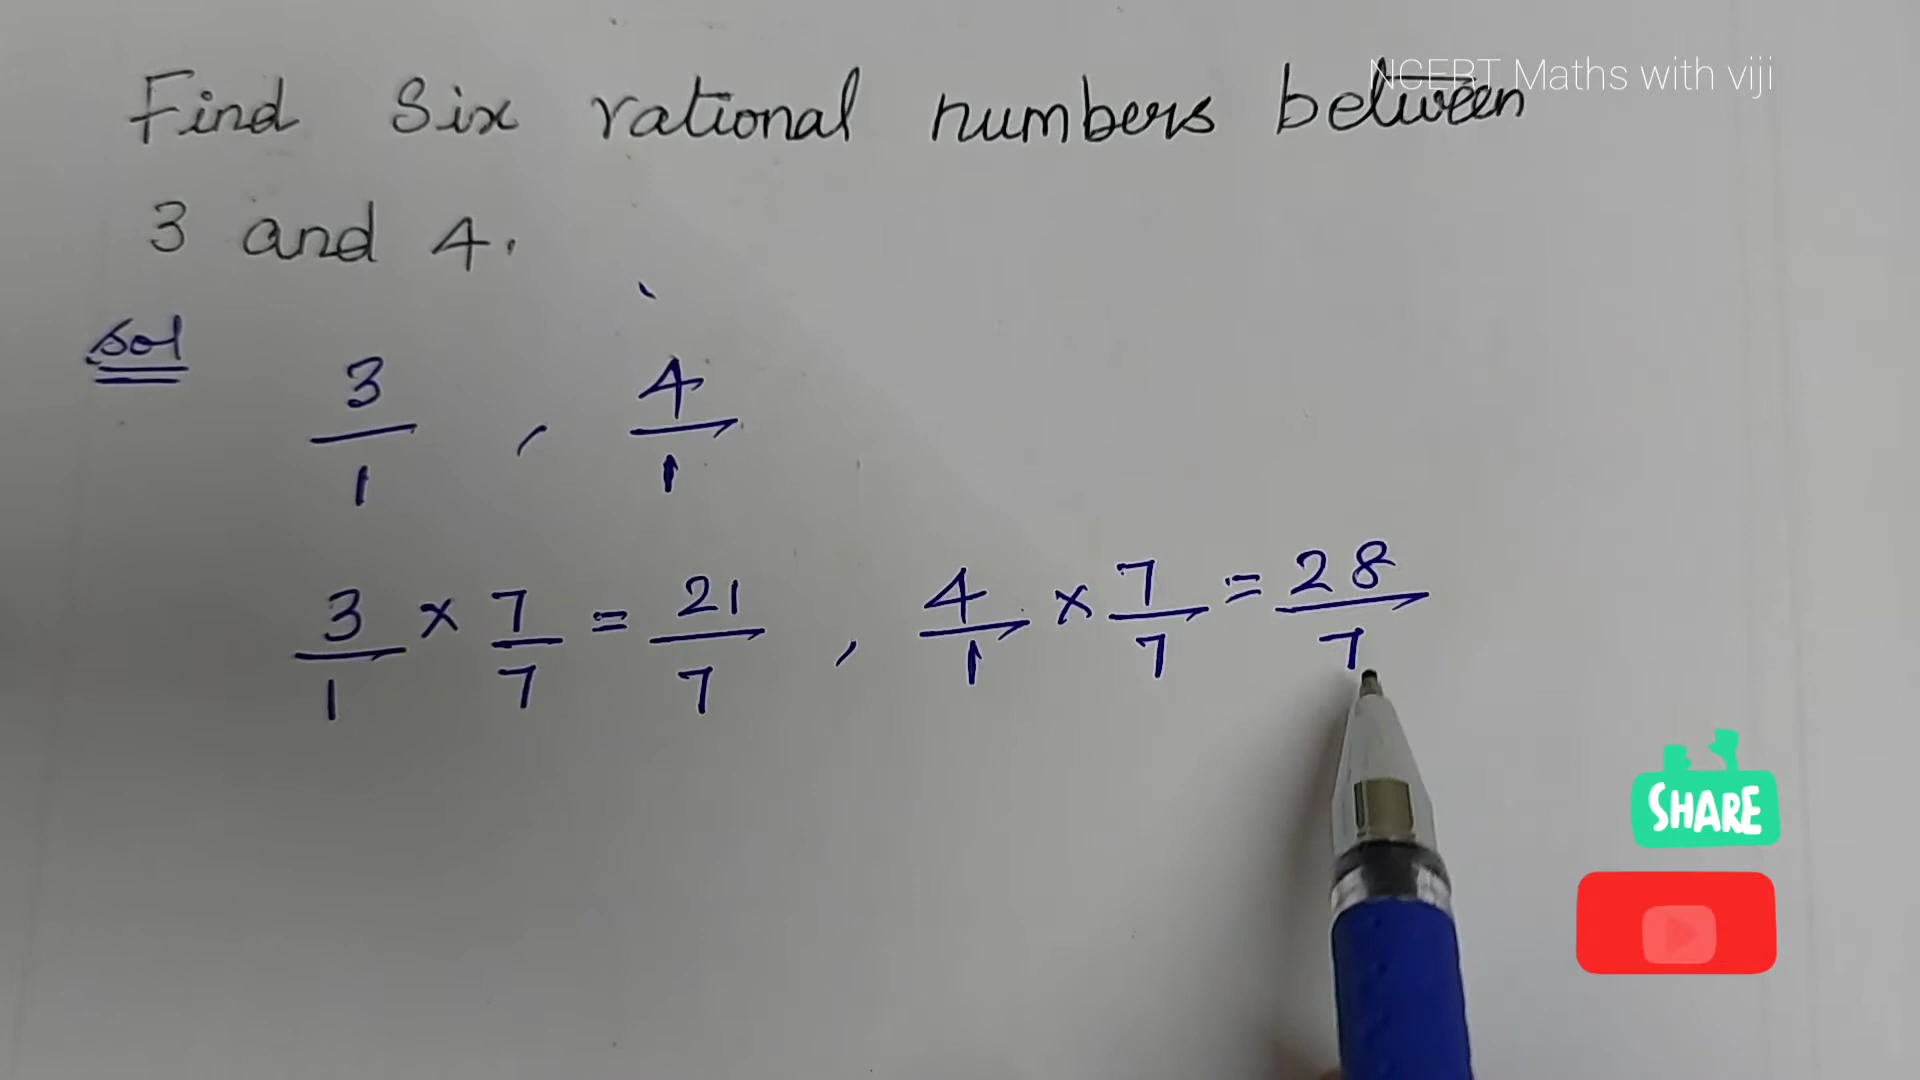 NCERT Maths with viji
Find Six rational numbers between
3 and 4.
Sol
3/1 , 4/1
3/1 × 7/7 = 21/7 , 4/1 × 7/7 = 28/7
SHARE